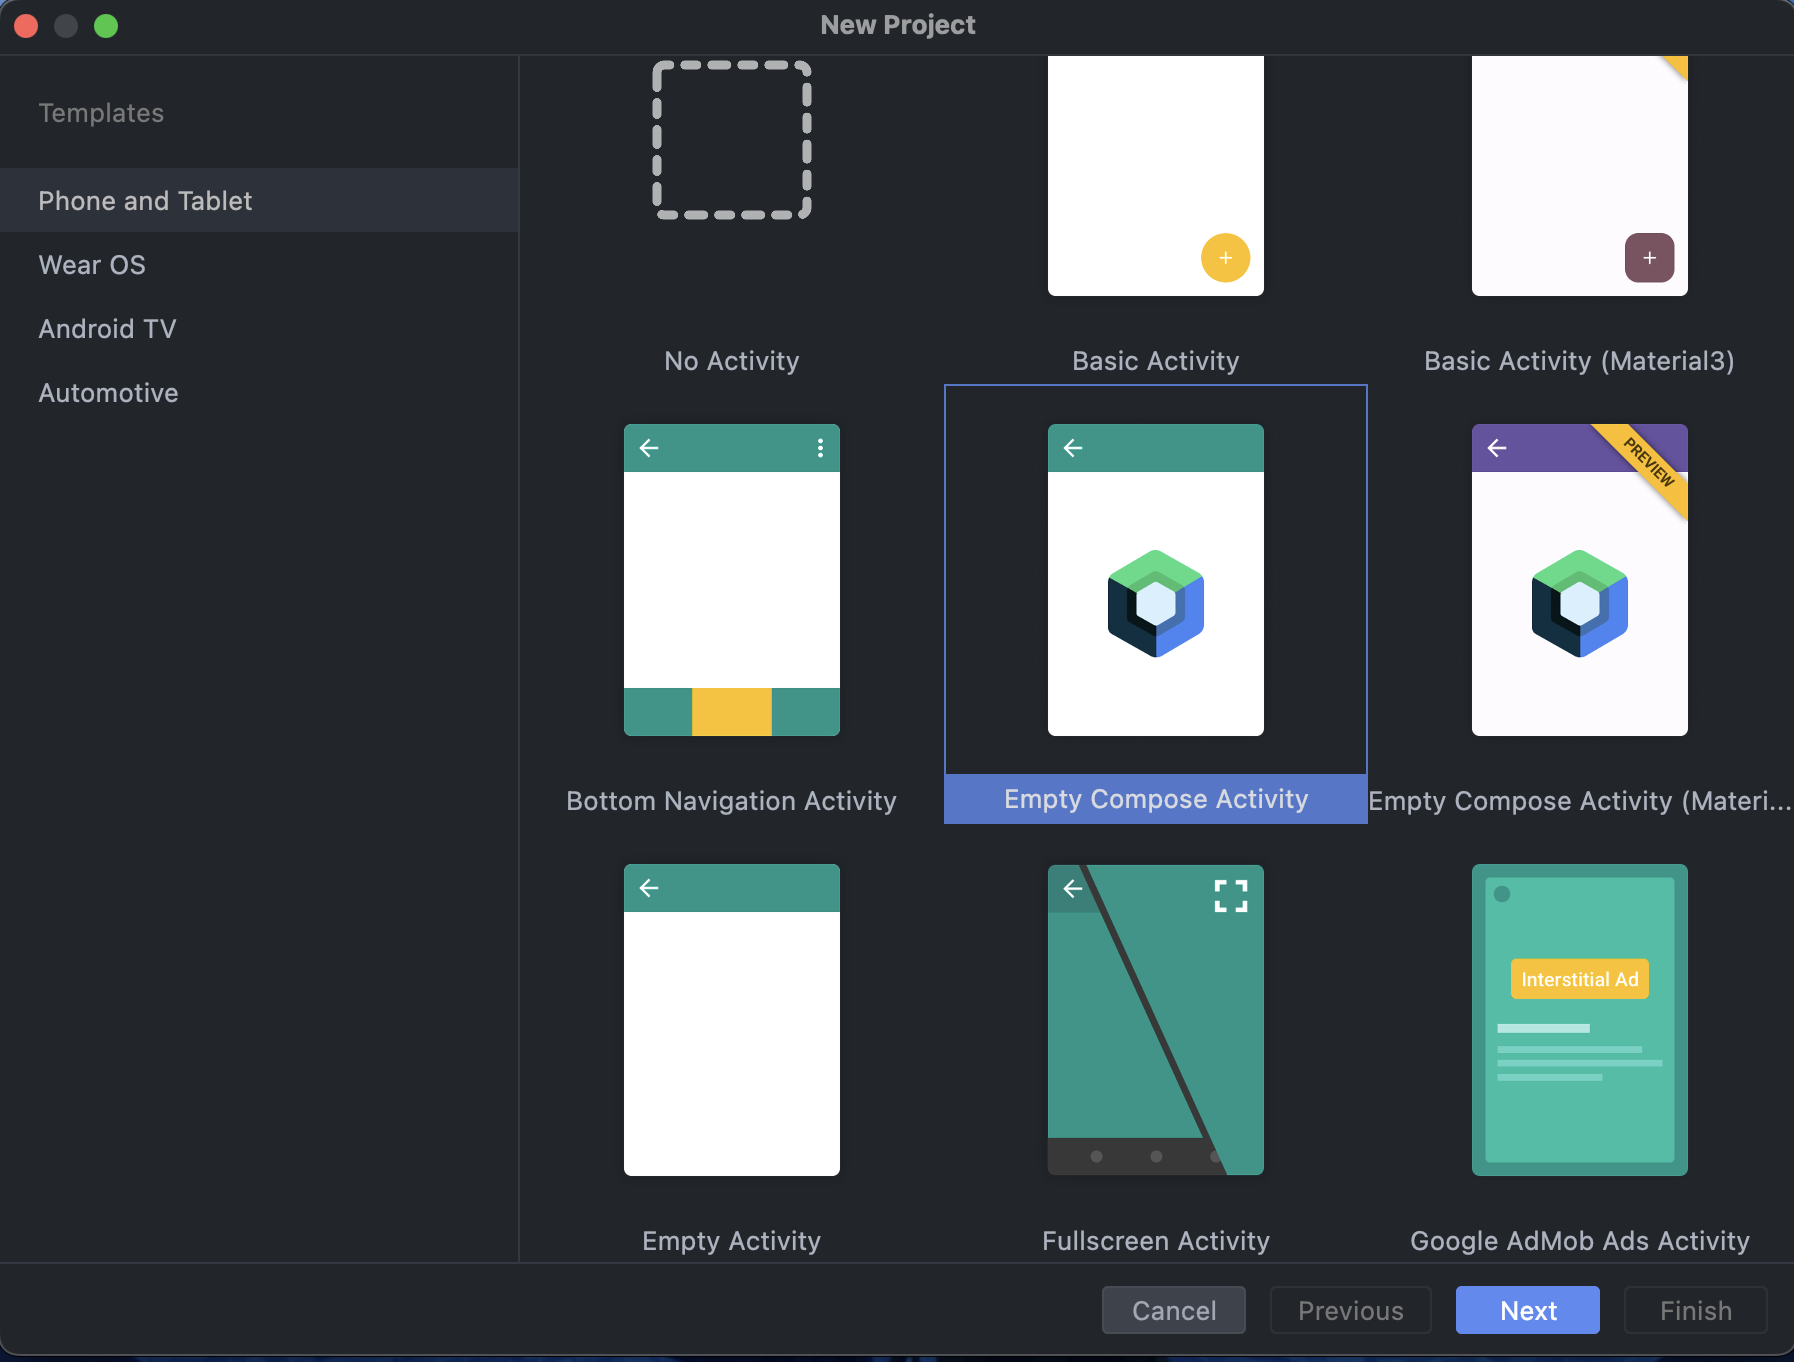 New Project
Templates
Phone and Tablet
Wear OS
Android TV
Automotive
+
+
No Activity
Basic Activity
Basic Activity (Material3)
PREVIEW
Bottom Navigation Activity
Empty Compose Activity
Empty Compose Activity (Materi...
Interstitial Ad
Empty Activity
Fullscreen Activity
Google AdMob Ads Activity
Cancel
Previous
Next
Finish